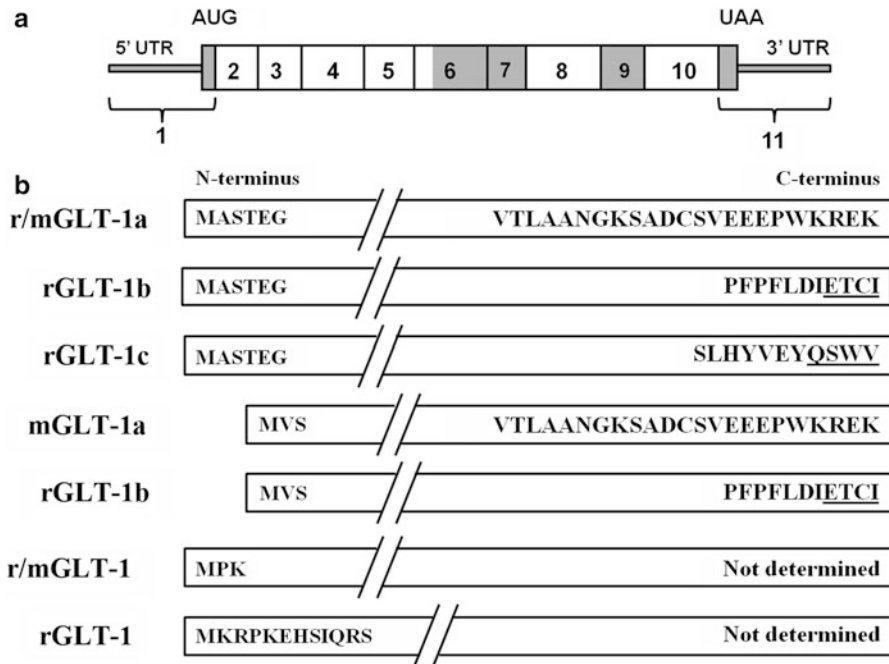 a
AUG UAA
5’ UTR 3’ UTR
2 3 4 5 6 7 8 9 10
1 11
b
N-terminus C-terminus
r/mGLT-1a MASTEG VTLAANGKSADCSVEEEPWKREK
rGLT-1b MASTEG PFPFLDIETCI
rGLT-1c MASTEG SLHYVEYQSWV
mGLT-1a MVS VTLAANGKSADCSVEEEPWKREK
rGLT-1b MVS PFPFLDIETCI
r/mGLT-1 MPK Not determined
rGLT-1 MKRPKEHSIQRS Not determined